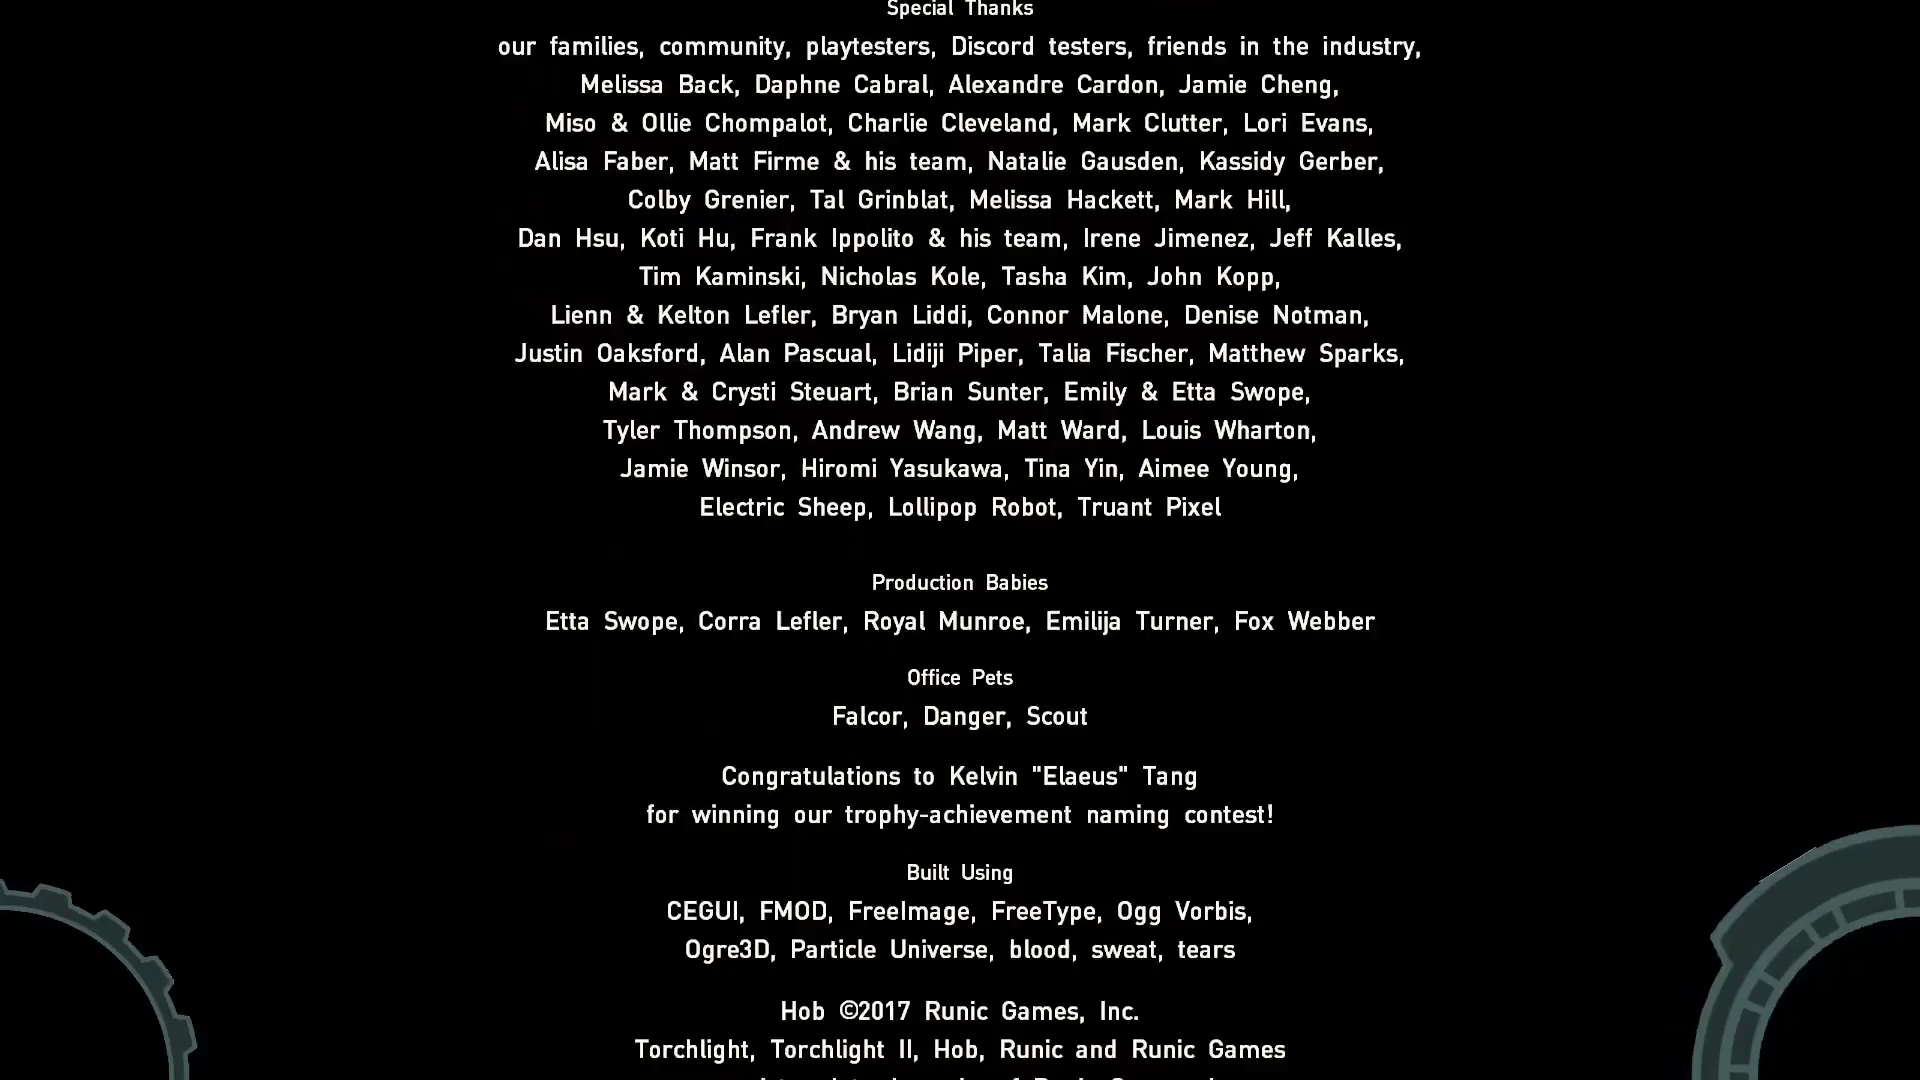 Special Thanks
our families, community, playtesters, Discord testers, friends in the industry,
Melissa Back, Daphne Cabral, Alexandre Cardon, Jamie Cheng,
Miso & Ollie Chompalot, Charlie Cleveland, Mark Clutter, Lori Evans,
Alisa Faber, Matt Firme & his team, Natalie Gausden, Kassidy Gerber,
Colby Grenier, Tal Grinblat, Melissa Hackett, Mark Hill,
Dan Hsu, Koti Hu, Frank Ippolito & his team, Irene Jimenez, Jeff Kalles,
Tim Kaminski, Nicholas Kole, Tasha Kim, John Kopp,
Lienn & Kelton Lefler, Bryan Liddi, Connor Malone, Denise Notman,
Justin Oaksford, Alan Pascual, Lidiji Piper, Talia Fischer, Matthew Sparks,
Mark & Crysti Steuart, Brian Sunter, Emily & Etta Swope,
Tyler Thompson, Andrew Wang, Matt Ward, Louis Wharton,
Jamie Winsor, Hiromi Yasukawa, Tina Yin, Aimee Young,
Electric Sheep, Lollipop Robot, Truant Pixel
Production Babies
Etta Swope, Corra Lefler, Royal Munroe, Emilija Turner, Fox Webber
Office Pets
Falcor, Danger, Scout
Congratulations to Kelvin "Elaeus" Tang
for winning our trophy-achievement naming contest!
Built Using
CEGUI, FMOD, FreeImage, FreeType, Ogg Vorbis,
Ogre3D, Particle Universe, blood, sweat, tears
Hob ©2017 Runic Games, Inc.
Torchlight, Torchlight II, Hob, Runic and Runic Games